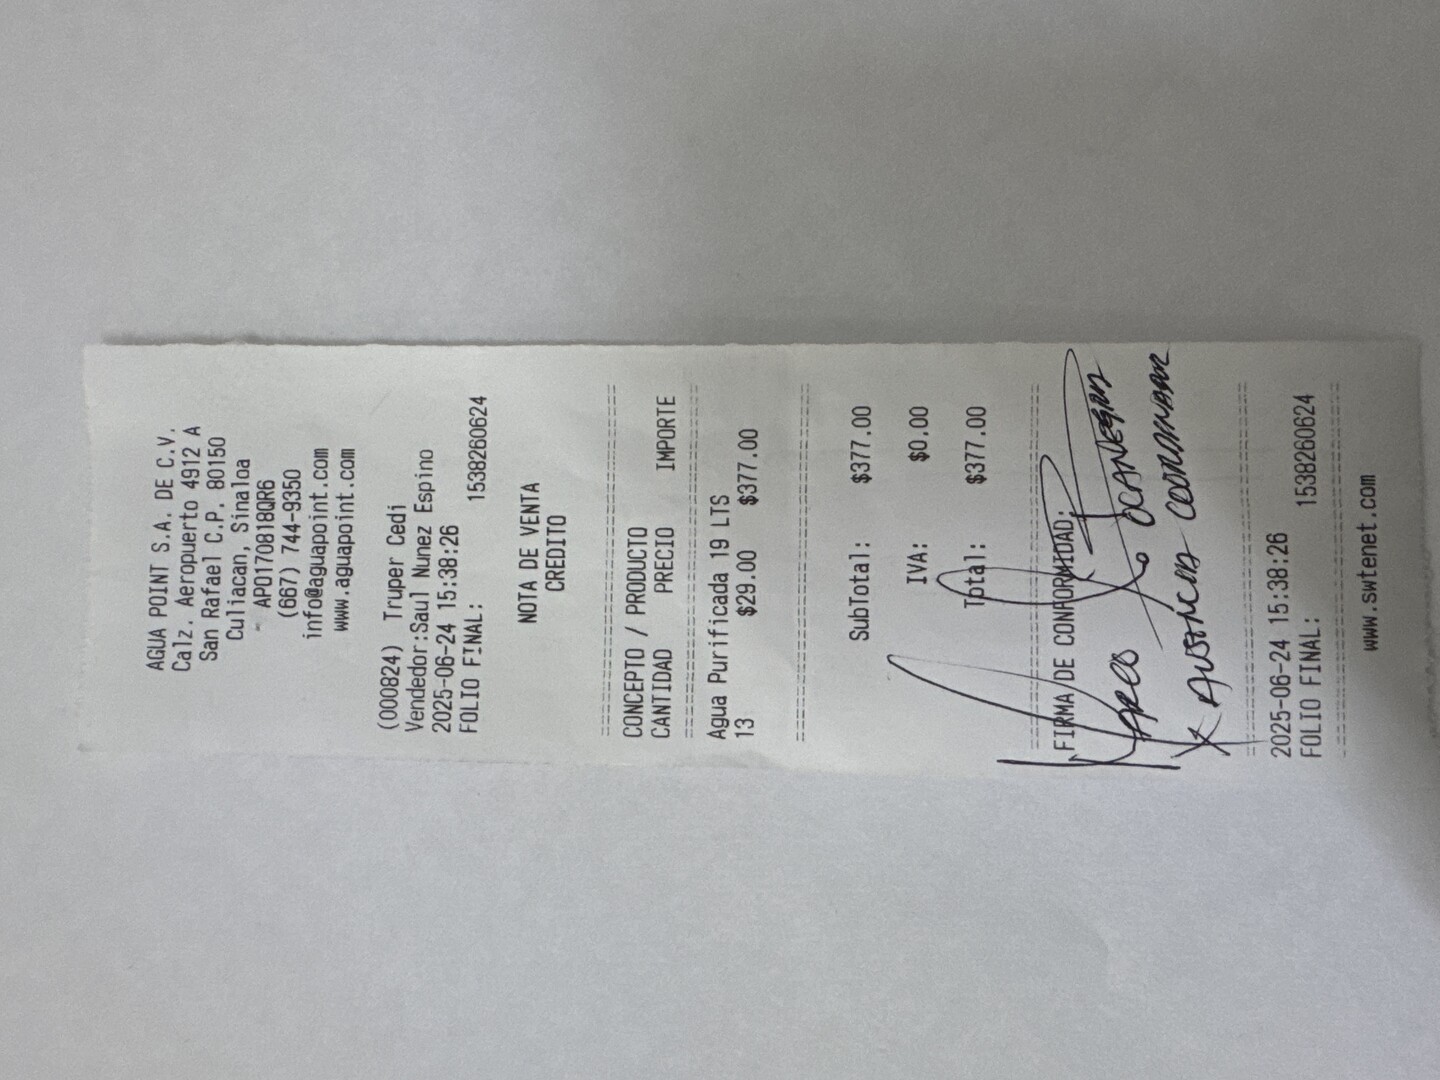 AGUA POINT S.A. DE C.V.
Calz. Aeropuerto 4912 A
San Rafael C.P. 80150
Culiacan, Sinaloa
APO170818QR6
(667) 744-9350
info@aguapoint.com
www.aguapoint.com
(000824) Truper Cedi
Vendedor:Saul Nunez Espino
2025-06-24 15:38:26
FOLIO FINAL: 1538260624
NOTA DE VENTA
CREDITO
CONCEPTO / PRODUCTO
CANTIDAD PRECIO IMPORTE
Agua Purificada 19 LTS
13 $29.00 $377.00
SubTotal: $377.00
IVA: $0.00
Total: $377.00
FIRMA DE CONFORMIDAD:
Marco
2025-06-24 15:38:26
FOLIO FINAL: 1538260624
www.swtenet.com